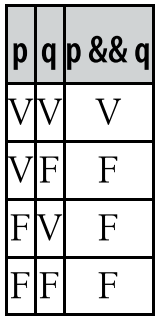 p q p && q
V V V
V F F
F V F
F F F